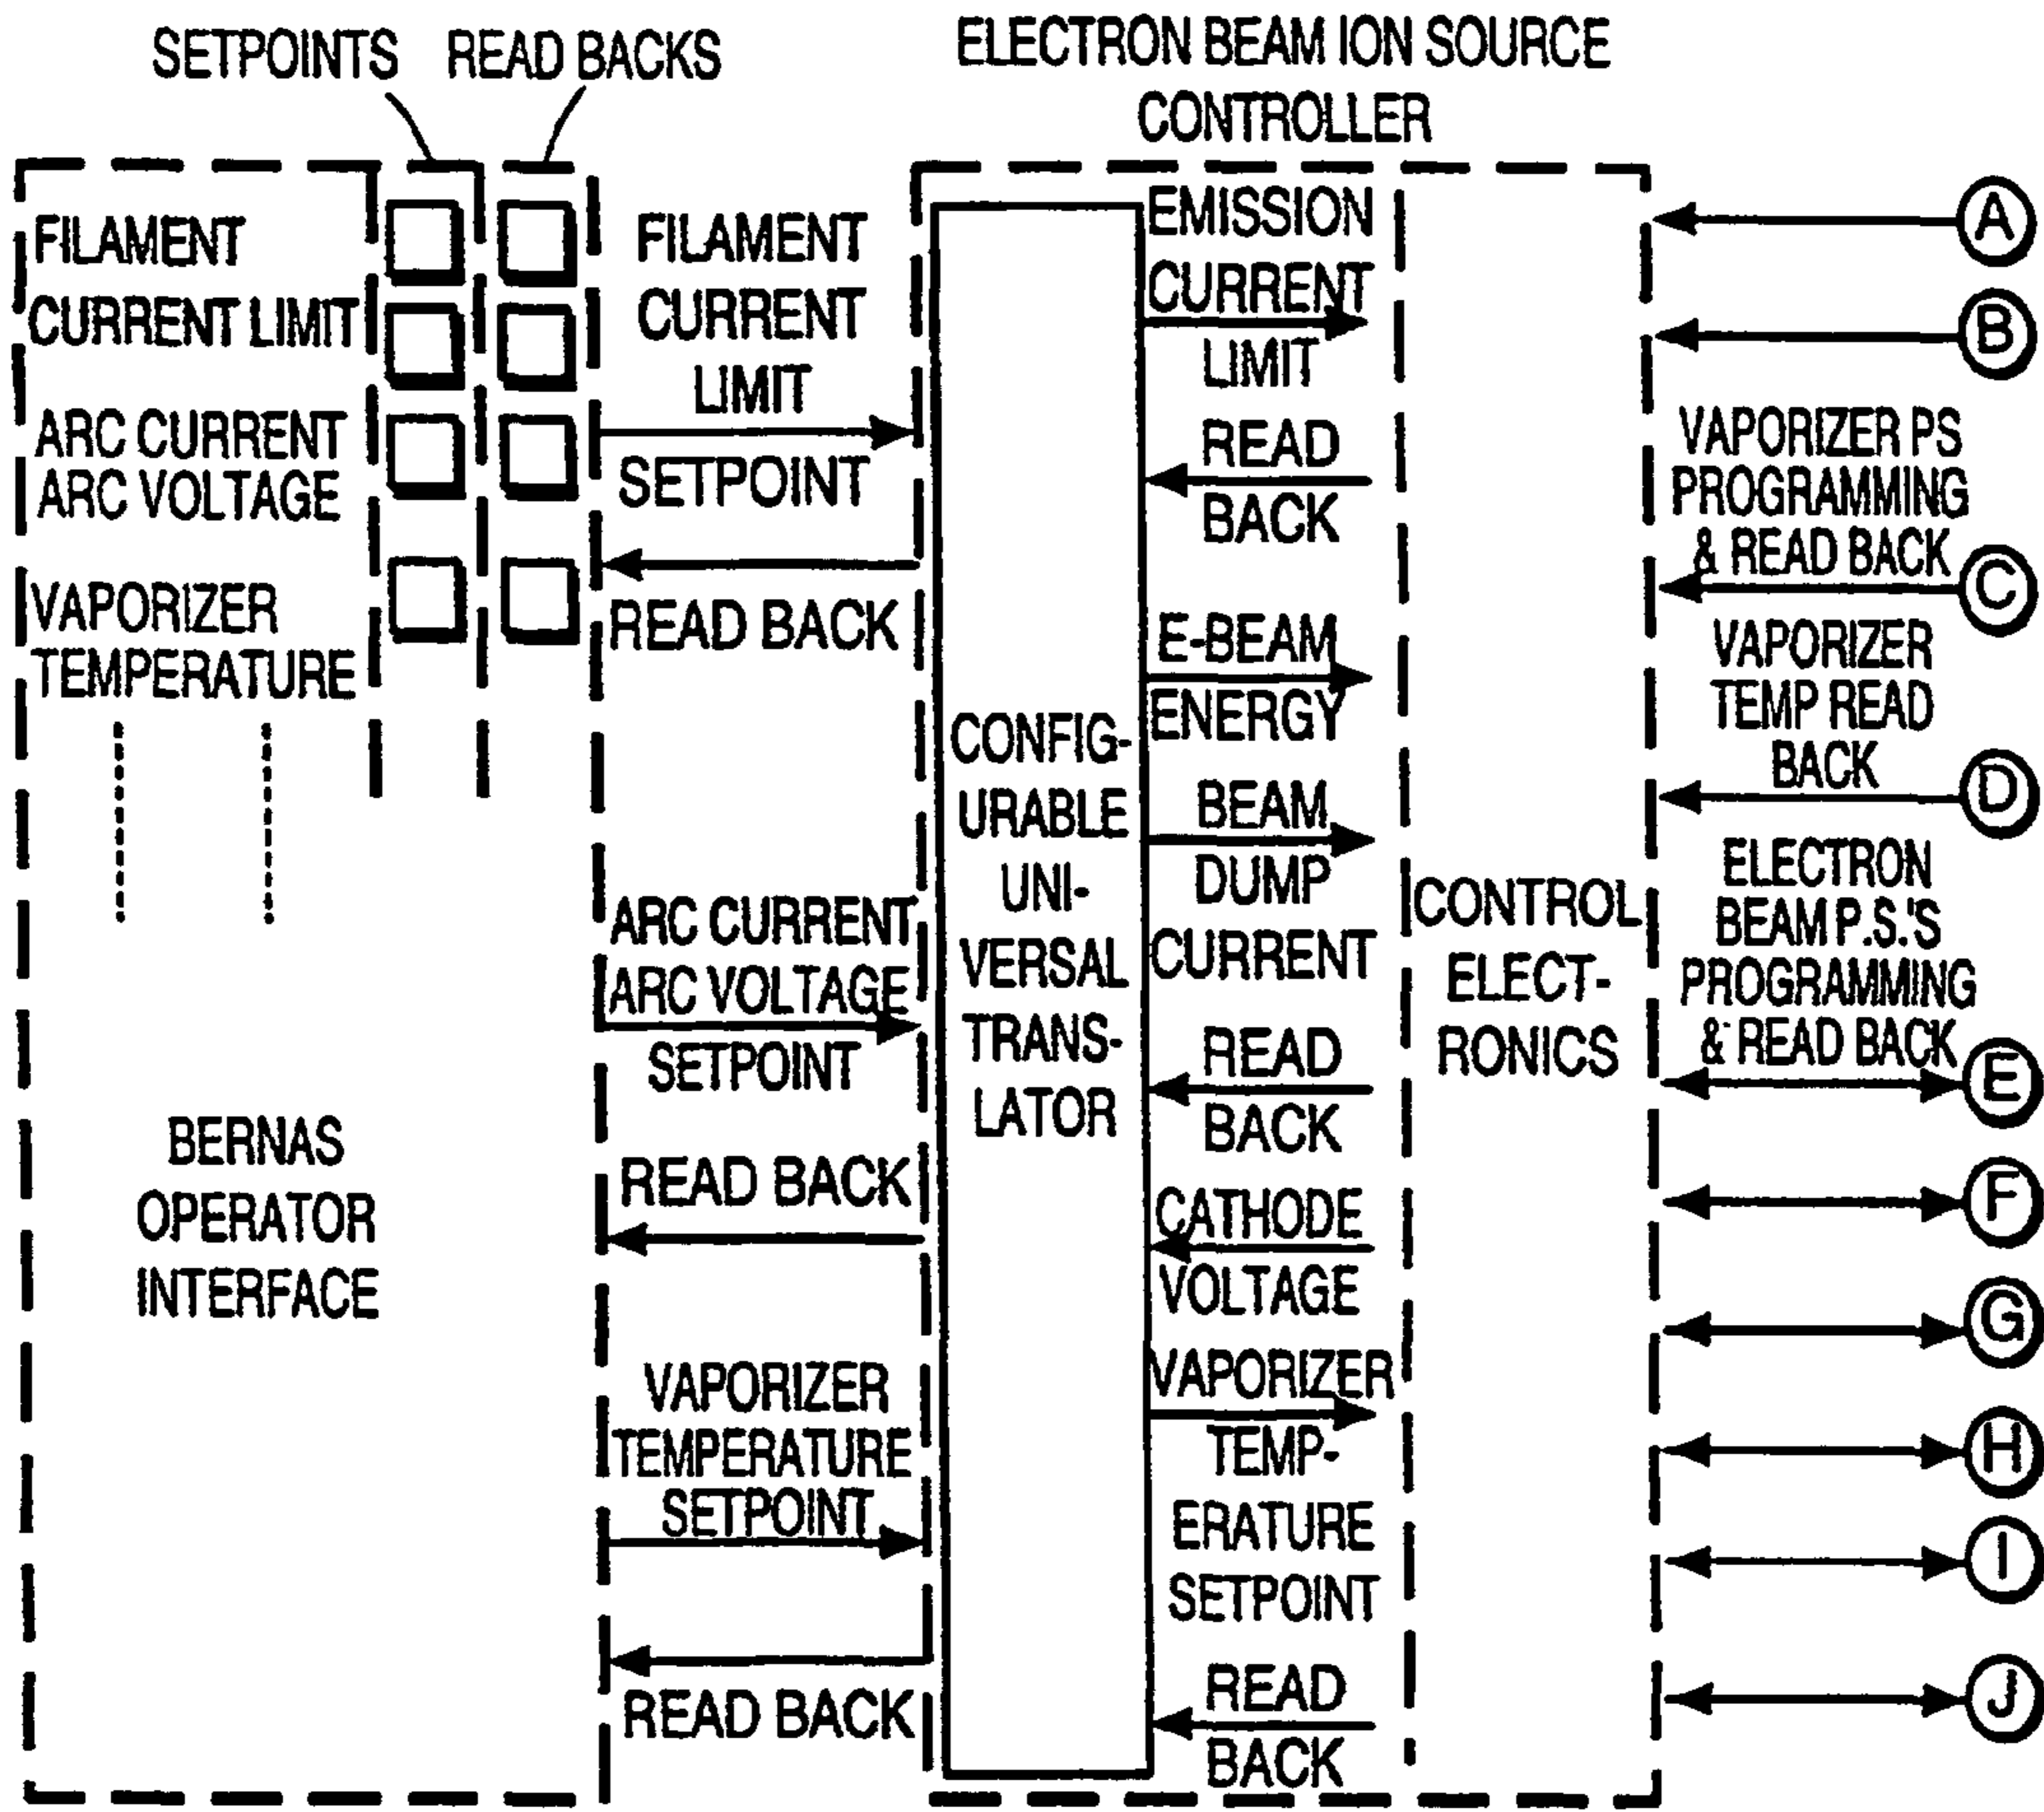 SETPOINTS
READ BACKS
ELECTRON BEAM ION SOURCE
CONTROLLER
FILAMENT
CURRENT LIMIT
ARC CURRENT
ARC VOLTAGE
VAPORIZER
TEMPERATURE
BERNAS
OPERATOR
INTERFACE
FILAMENT
CURRENT
LIMIT
SETPOINT
READ BACK
ARC CURRENT
ARC VOLTAGE
SETPOINT
READ BACK
VAPORIZER
TEMPERATURE
SETPOINT
READ BACK
CONFIG-
URABLE
UNI-
VERSAL
TRANS-
LATOR
EMISSION
CURRENT
LIMIT
READ
BACK
E-BEAM
ENERGY
BEAM
DUMP
CURRENT
READ
BACK
CATHODE
VOLTAGE
VAPORIZER
TEMP-
ERATURE
SETPOINT
READ
BACK
CONTROL
ELECT-
RONICS
A
B
VAPORIZER PS
PROGRAMMING
& READ BACK
C
VAPORIZER
TEMP READ
BACK
D
ELECTRON
BEAM P.S.'S
PROGRAMMING
& READ BACK
E
F
G
H
I
J